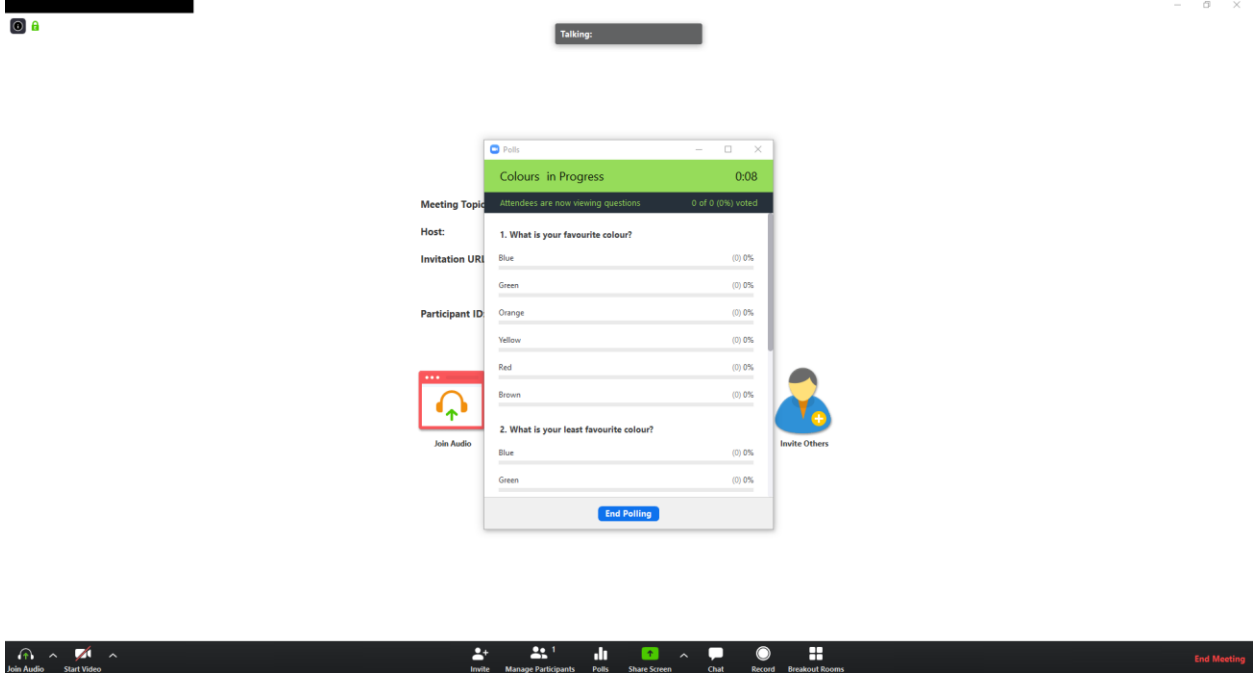 Talking:
Polls
Colours in Progress 0:08
Attendees are now viewing questions 0 of 0 (0%) voted
Meeting Topic
Host:
Invitation URL
Participant ID:
1. What is your favourite colour?
Blue (0) 0%
Green (0) 0%
Orange (0) 0%
Yellow (0) 0%
Red (0) 0%
Brown (0) 0%
2. What is your least favourite colour?
Blue (0) 0%
Green (0) 0%
End Polling
Join Audio
Invite Others
Join Audio
Start Video
Invite
1
Manage Participants
Polls
Share Screen
Chat
Record
Breakout Rooms
End Meeting